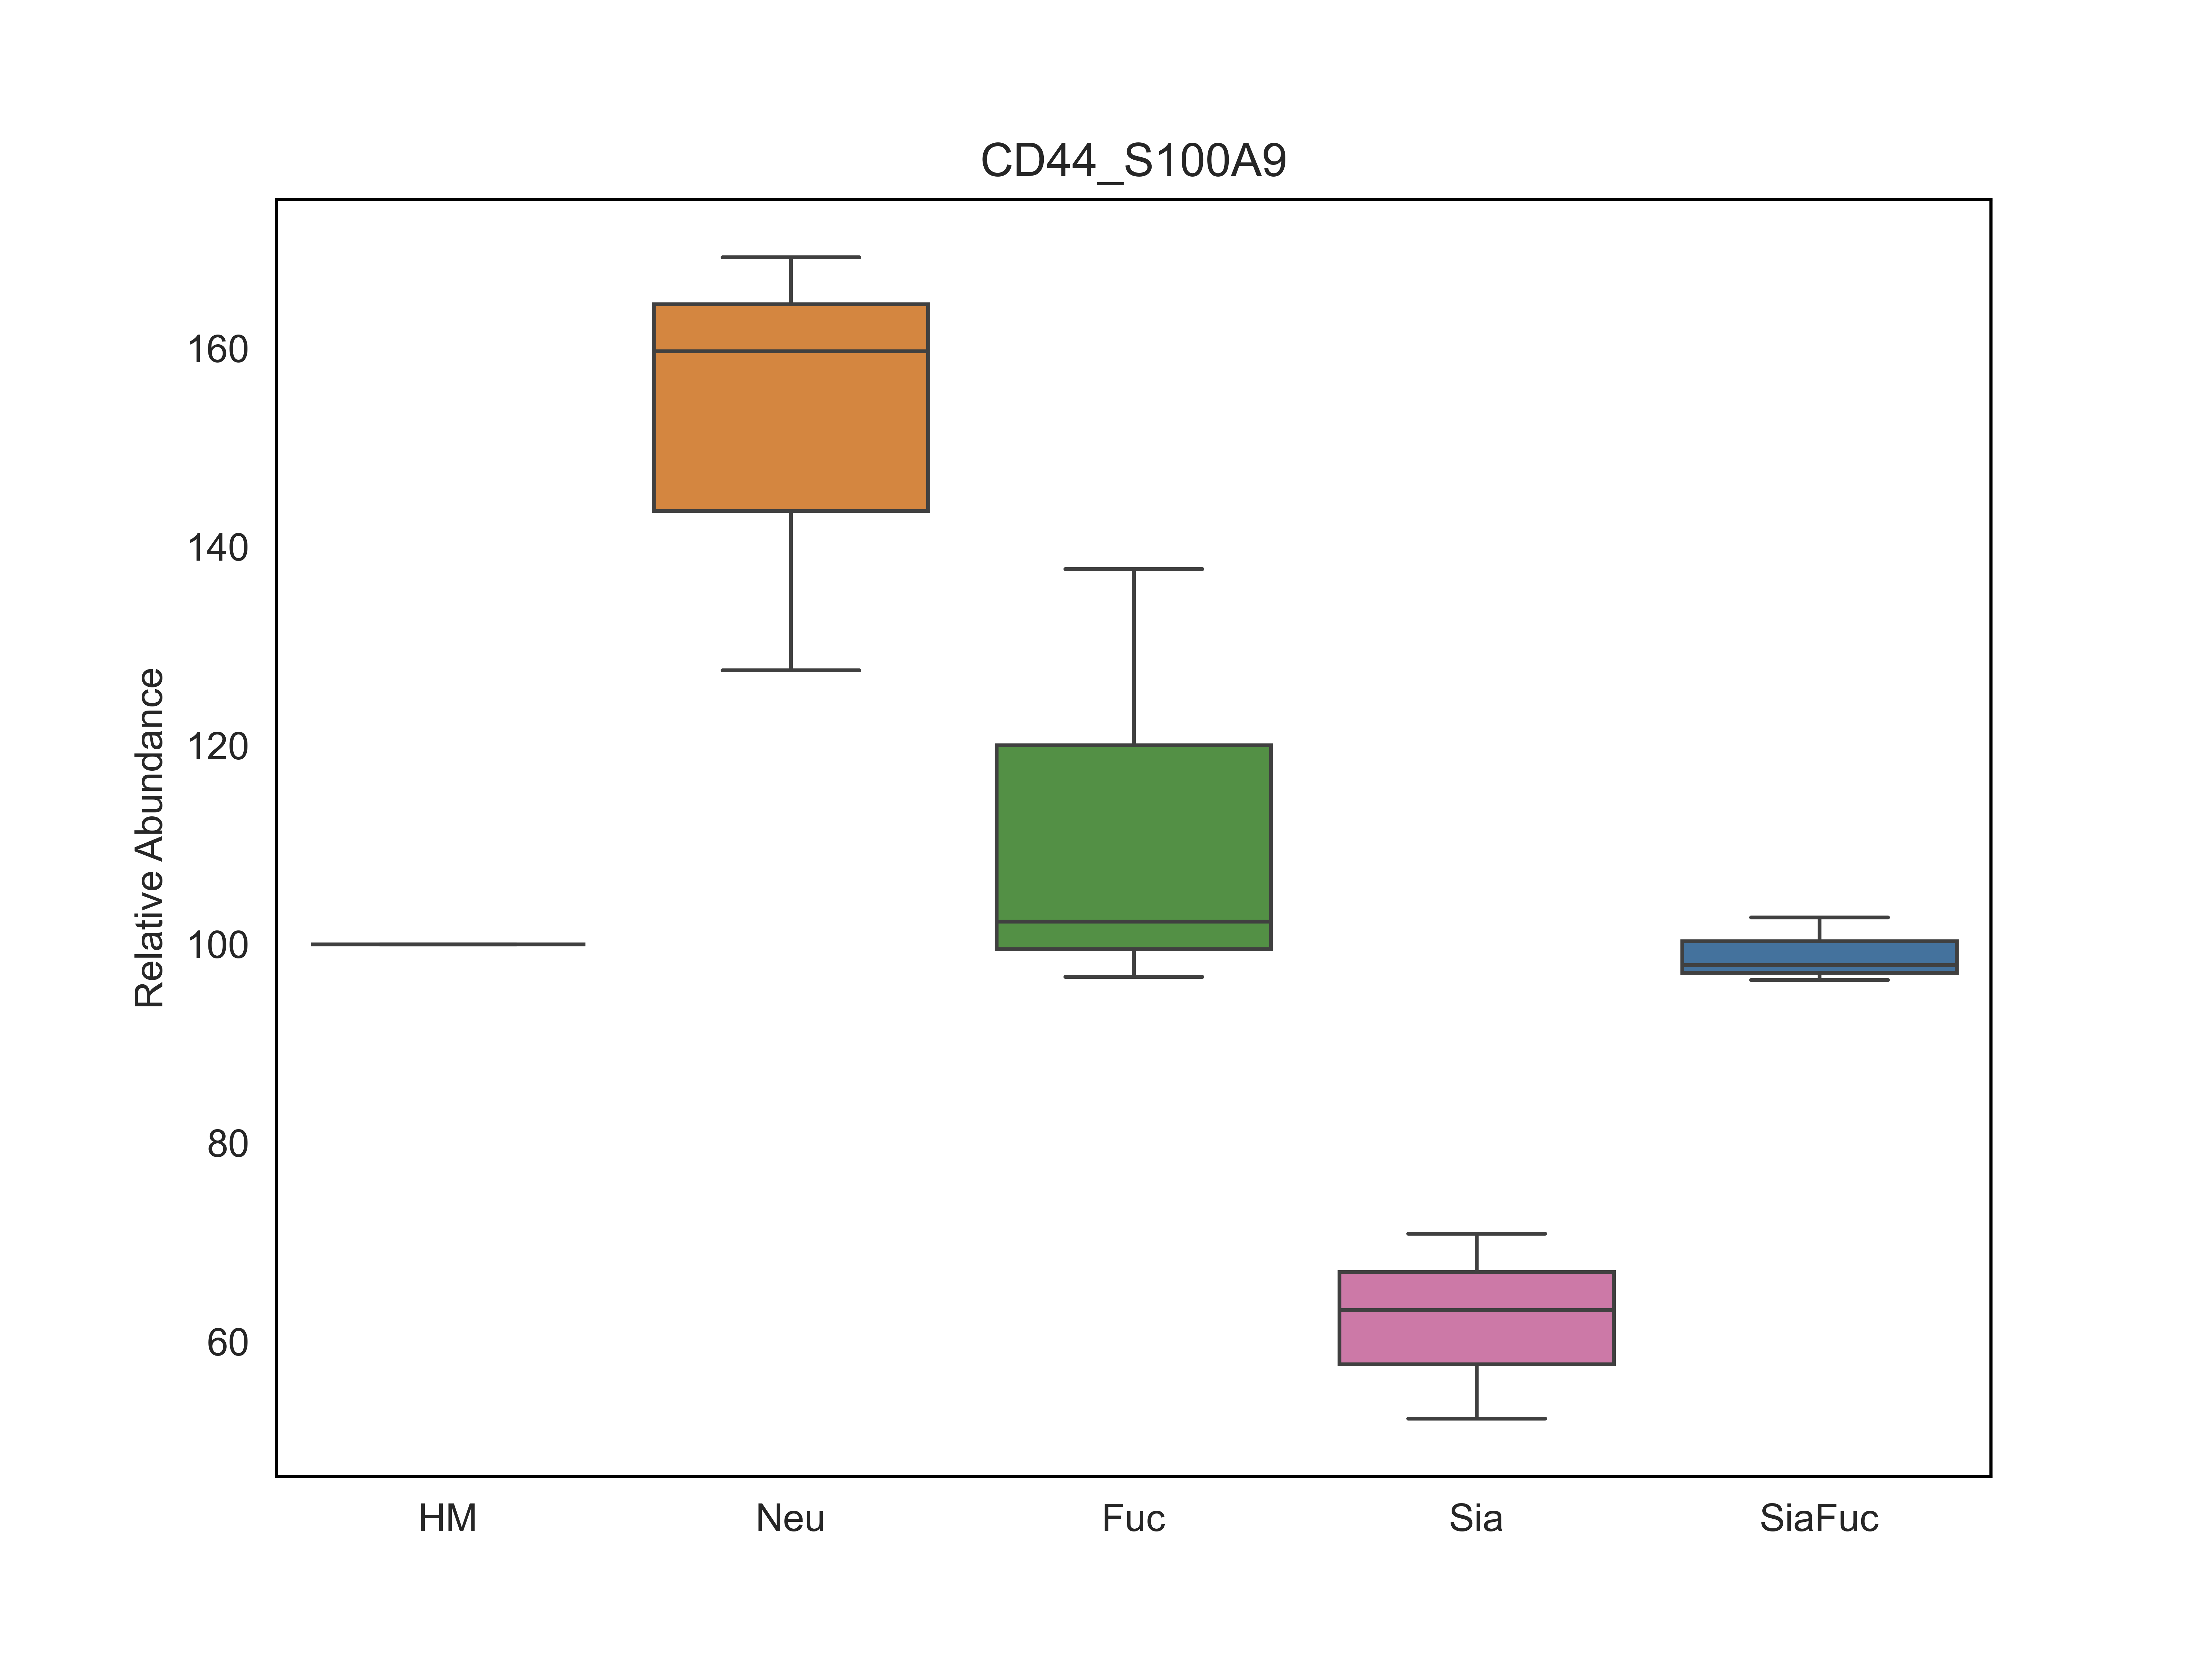 CD44_S100A9
Relative Abundance
160
140
120
100
80
60
HM
Neu
Fuc
Sia
SiaFuc